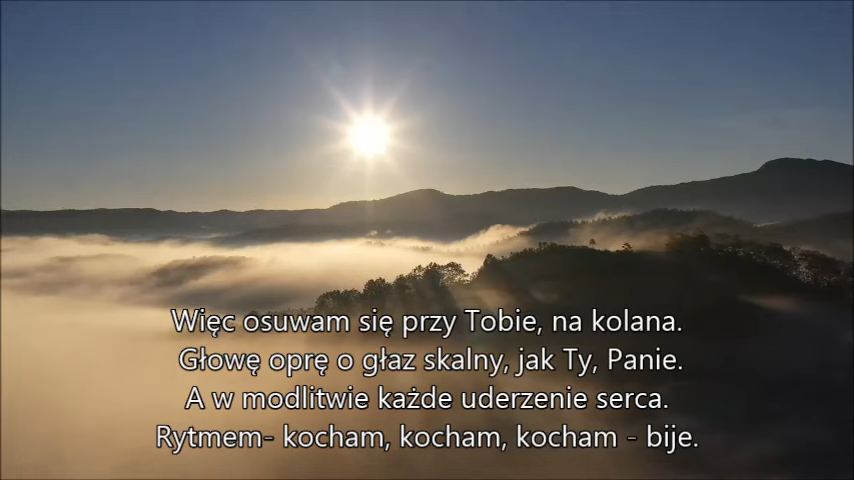 Więc osuwam się przy Tobie, na kolana.
Głowę oprę o głaz skalny, jak Ty, Panie.
A w modlitwie każde uderzenie serca.
Rytmem- kocham, kocham, kocham - bije.